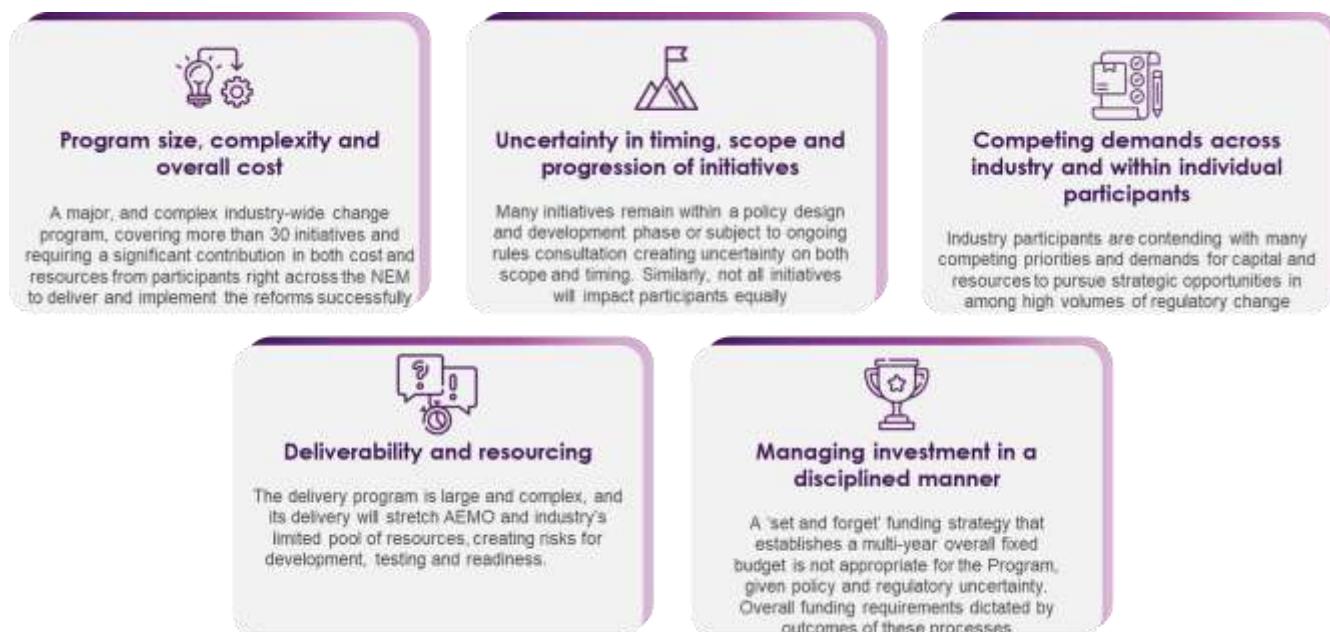 Program size, complexity and
overall cost
A major, and complex industry-wide change
program, covering more than 30 initiatives and
requiring a significant contribution in both cost and
resources from participants right across the NEM
to deliver and implement the reforms successfully
Uncertainty in timing, scope and
progression of initiatives
Many initiatives remain within a policy design
and development phase or subject to ongoing
rules consultation creating uncertainty on both
scope and timing. Similarly, not all initiatives
will impact participants equally
Competing demands across
industry and within individual
participants
Industry participants are contending with many
competing priorities and demands for capital and
resources to pursue strategic opportunities in
among high volumes of regulatory change
Deliverability and resourcing
The delivery program is large and complex, and
its delivery will stretch AEMO and industry's
limited pool of resources, creating risks for
development, testing and readiness.
Managing investment in a
disciplined manner
A 'set and forget' funding strategy that
establishes a multi-year overall fixed
budget is not appropriate for the Program,
given policy and regulatory uncertainty.
Overall funding requirements dictated by
outcomes of these processes